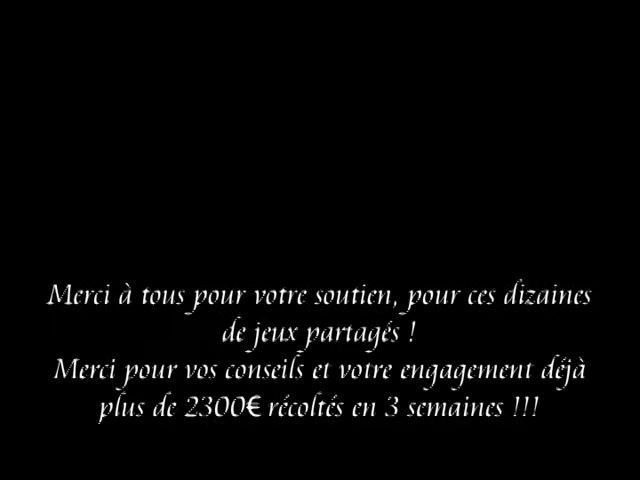 Merci à tous pour votre soutien, pour ces dizaines
de jeux partagés !
Merci pour vos conseils et votre engagement déjà
plus de 2300€ récoltés en 3 semaines !!!